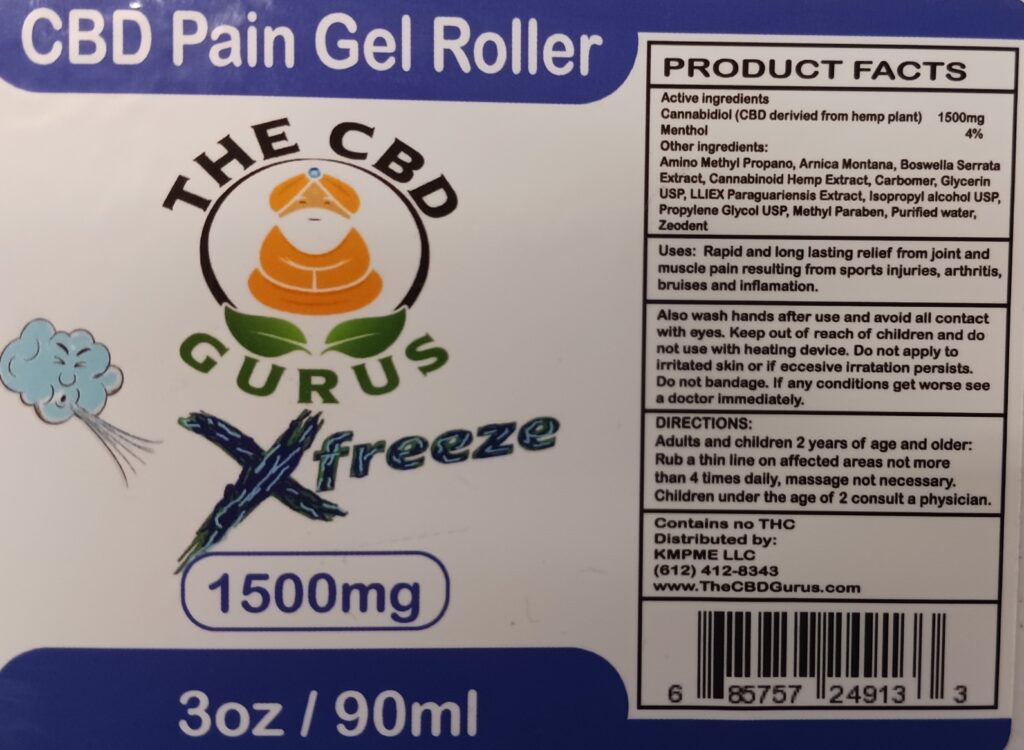 CBD Pain Gel Roller
THE CBD
GURUS
Xfreeze
1500mg
3oz / 90ml
PRODUCT FACTS
Active ingredients
Cannabidiol (CBD derivied from hemp plant) 1500mg
Menthol 4%
Other ingredients:
Amino Methyl Propano, Arnica Montana, Boswella Serrata
Extract, Cannabinoid Hemp Extract, Carbomer, Glycerin
USP, LLIEX Paraguariensis Extract, Isopropyl alcohol USP,
Propylene Glycol USP, Methyl Paraben, Purified water,
Zeodent
Uses: Rapid and long lasting relief from joint and
muscle pain resulting from sports injuries, arthritis,
bruises and inflamation.
Also wash hands after use and avoid all contact
with eyes. Keep out of reach of children and do
not use with heating device. Do not apply to
irritated skin or if eccesive irratation persists.
Do not bandage. If any conditions get worse see
a doctor immediately.
DIRECTIONS:
Adults and children 2 years of age and older:
Rub a thin line on affected areas not more
than 4 times daily, massage not necessary.
Children under the age of 2 consult a physician.
Contains no THC
Distributed by:
KMPME LLC
(612) 412-8343
www.TheCBDGurus.com
6 85757 24913 3